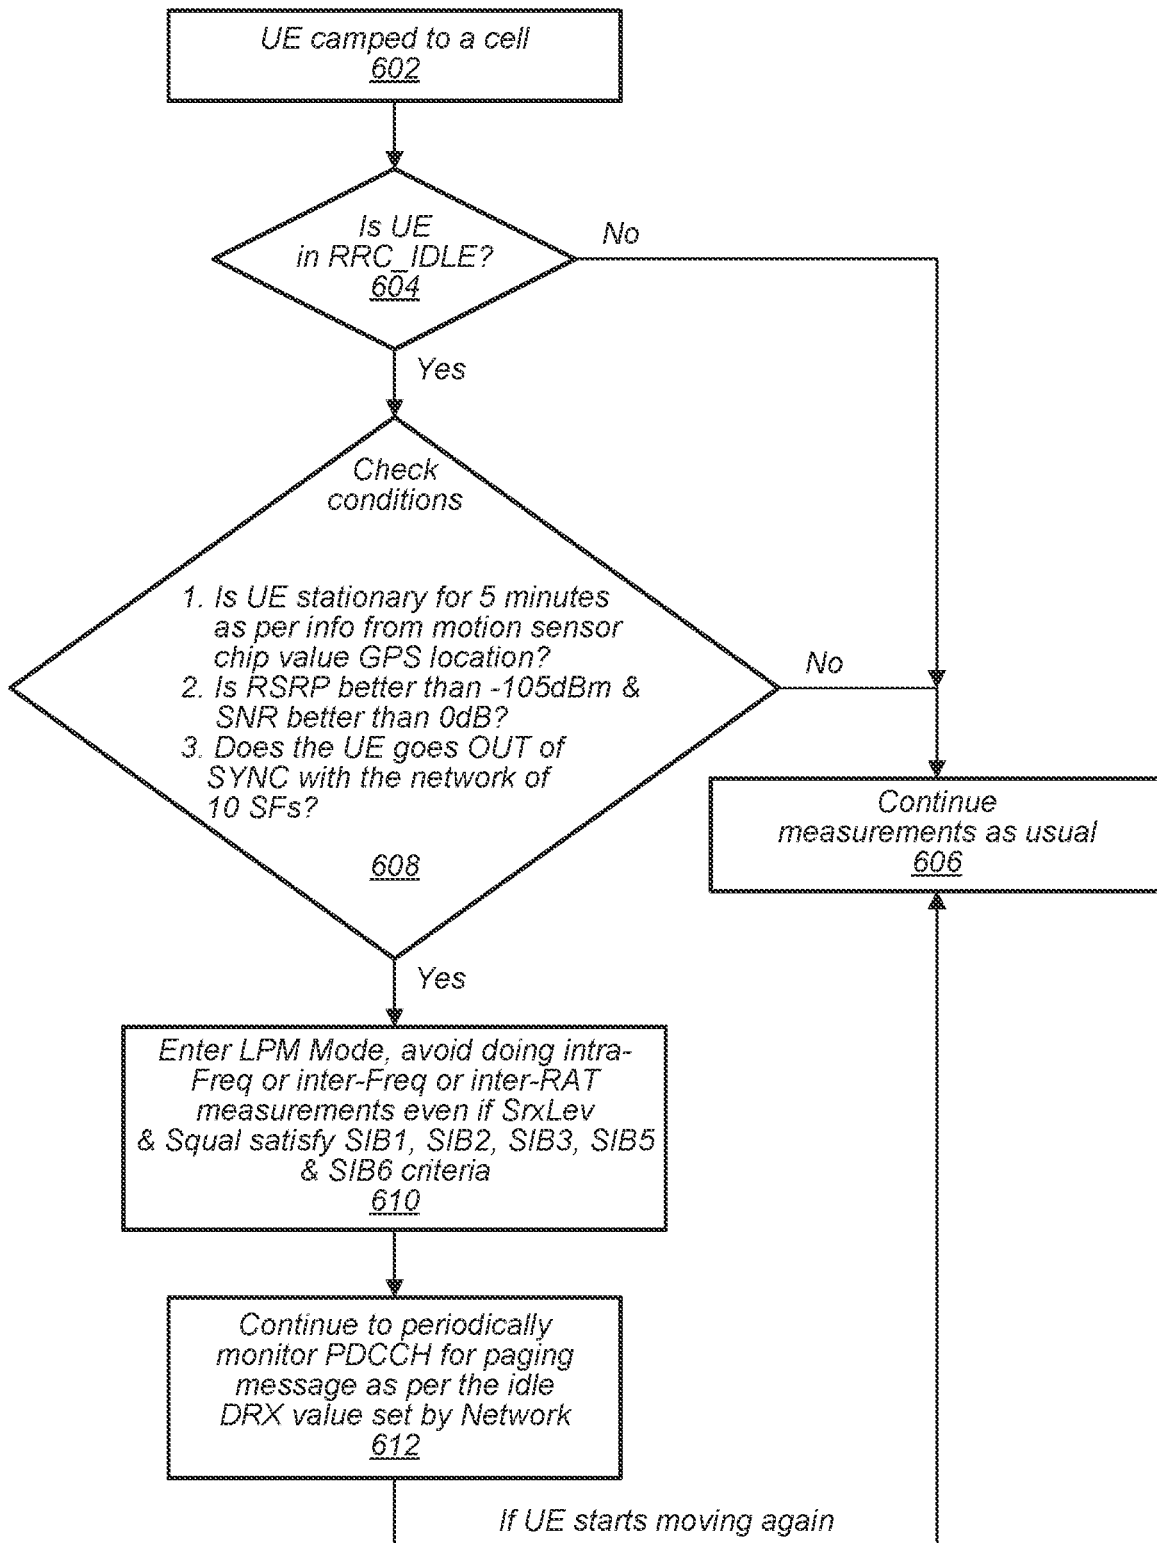 UE camped to a cell
602
Is UE
in RRC_IDLE?
604
No
Yes
Check
conditions
1. Is UE stationary for 5 minutes
as per info from motion sensor
chip value GPS location?
2. Is RSRP better than -105dBm &
SNR better than 0dB?
3. Does the UE goes OUT of
SYNC with the network of
10 SFs?
608
No
Continue
measurements as usual
606
Yes
Enter LPM Mode, avoid doing intra-
Freq or inter-Freq or inter-RAT
measurements even if SrxLev
& Squal satisfy SIB1, SIB2, SIB3, SIB5
& SIB6 criteria
610
Continue to periodically
monitor PDCCH for paging
message as per the idle
DRX value set by Network
612
If UE starts moving again